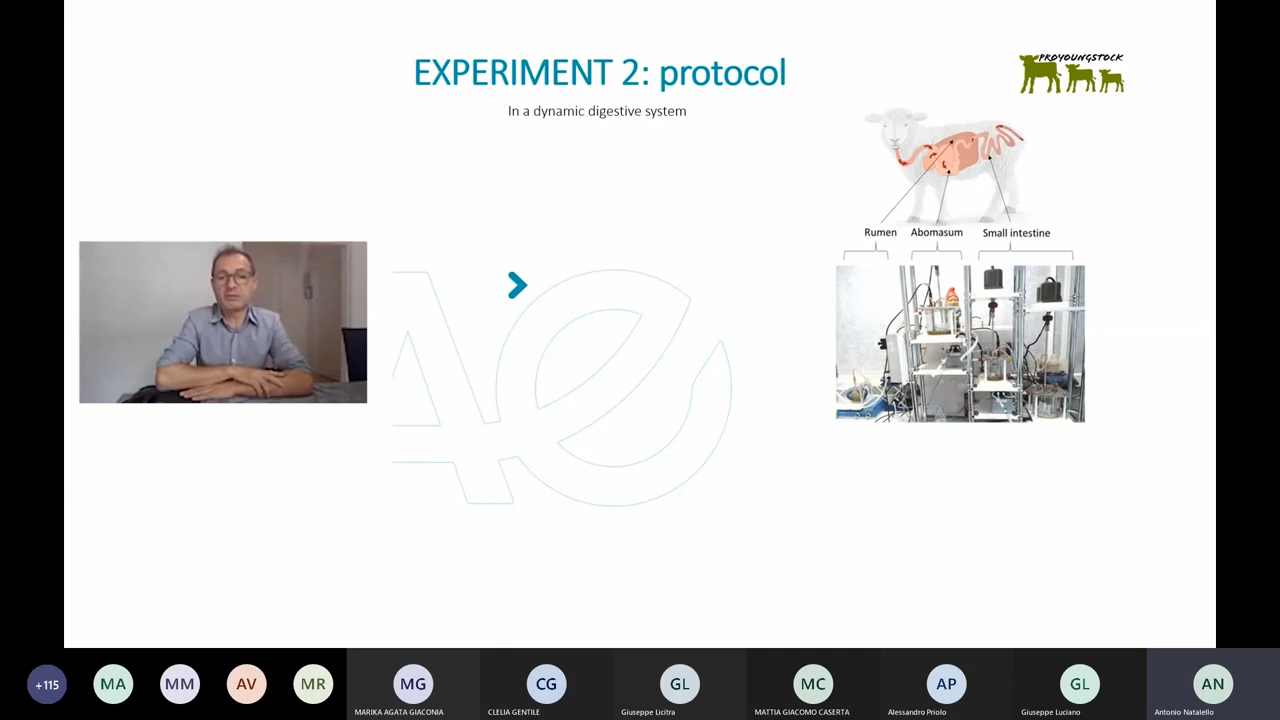 EXPERIMENT 2: protocol
PROYOUNGSTOCK
In a dynamic digestive system
Rumen Abomasum Small intestine
Ae
+115 MA MM AV MR MG CG GL MC AP GL AN
MARIKA AGATA GIACONIA CLELIA GENTILE Giuseppe Licitra MATTIA GIACOMO CASERTA Alessandro Priolo Giuseppe Luciano Antonio Natalello